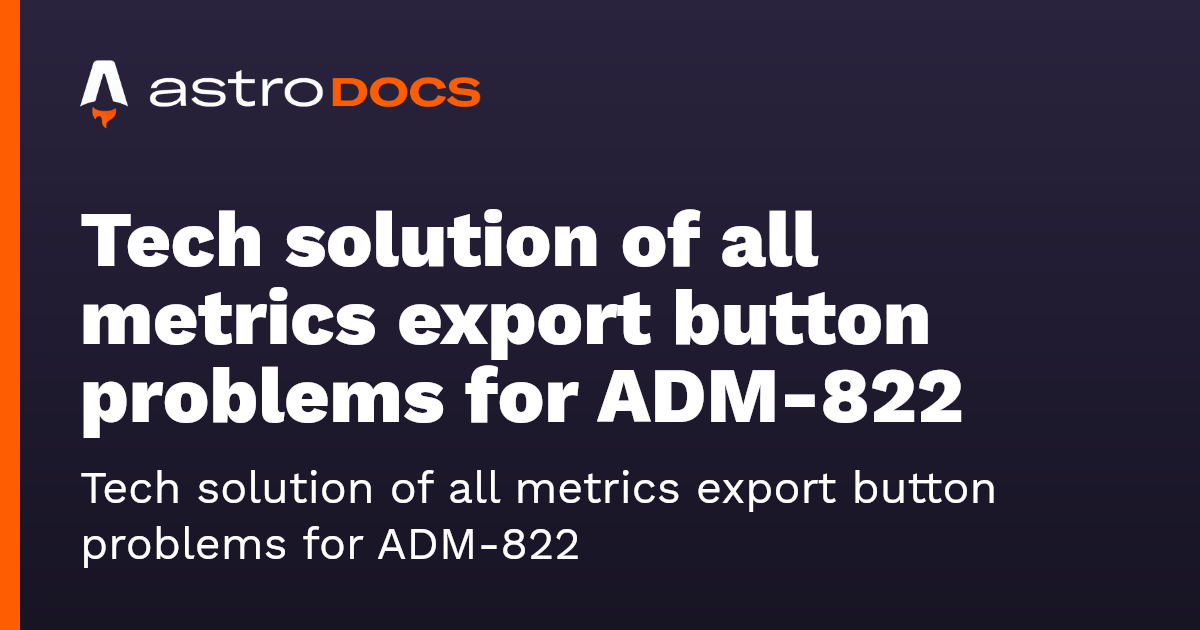 astro DOCS
Tech solution of all
metrics export button
problems for ADM-822
Tech solution of all metrics export button
problems for ADM-822